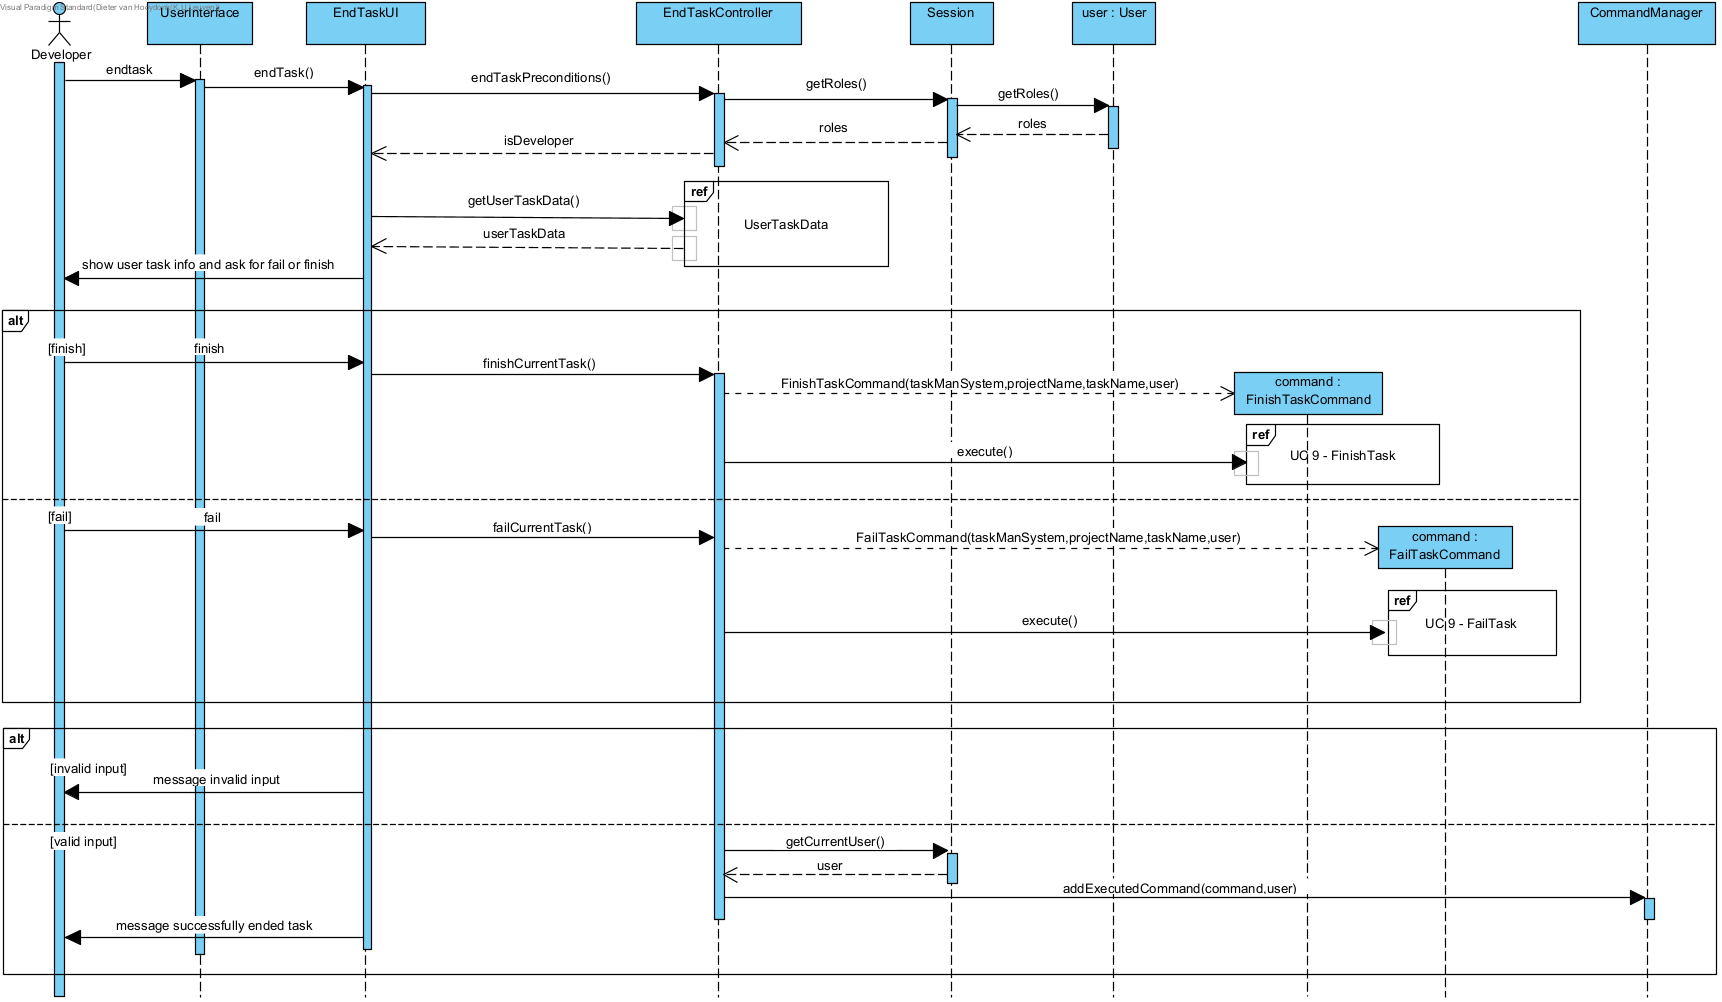 Visual Paradigm Standard(Dieter van Hooydonk(K.U.Leuven))
UserInterface
EndTaskUI
EndTaskController
Session
user : User
CommandManager
Developer
endtask
endTask()
endTaskPreconditions()
getRoles()
getRoles()
roles
roles
isDeveloper
ref
getUserTaskData()
UserTaskData
userTaskData
show user task info and ask for fail or finish
alt
[finish]
finish
finishCurrentTask()
FinishTaskCommand(taskManSystem,projectName,taskName,user)
command :
FinishTaskCommand
ref
execute()
UC 9 - FinishTask
[fail]
fail
failCurrentTask()
FailTaskCommand(taskManSystem,projectName,taskName,user)
command :
FailTaskCommand
ref
execute()
UC 9 - FailTask
alt
[invalid input]
message invalid input
[valid input]
getCurrentUser()
user
addExecutedCommand(command,user)
message successfully ended task